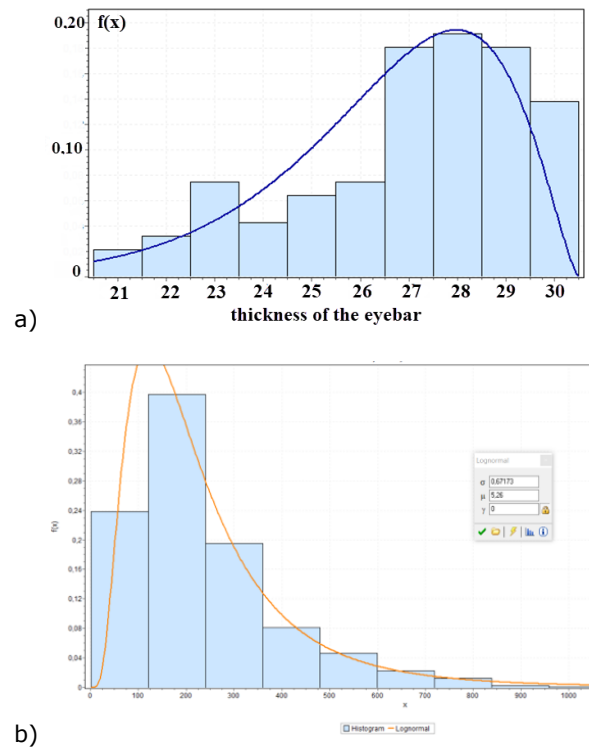 0.20
f(x)
0.10
0
21 22 23 24 25 26 27 28 29 30
thickness of the eyebar
a)
0,4
0,36
0,32
0,28
0,24
0,2
0,16
0,12
0,08
0,04
0
f(x)
0 100 200 300 400 500 600 700 800 900 1000
x
Lognormal
σ 0,67173
μ 5,26
γ 0
Histogram Lognormal
b)